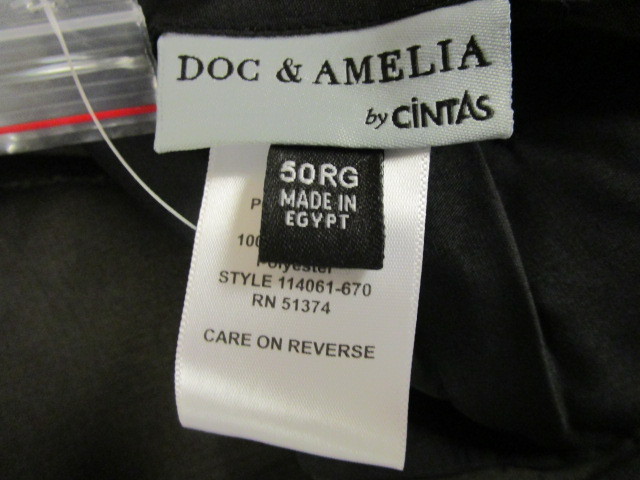 DOC & AMELIA
by CiNTAS
50RG
MADE IN
EGYPT
Polyester
STYLE 114061-670
RN 51374
CARE ON REVERSE